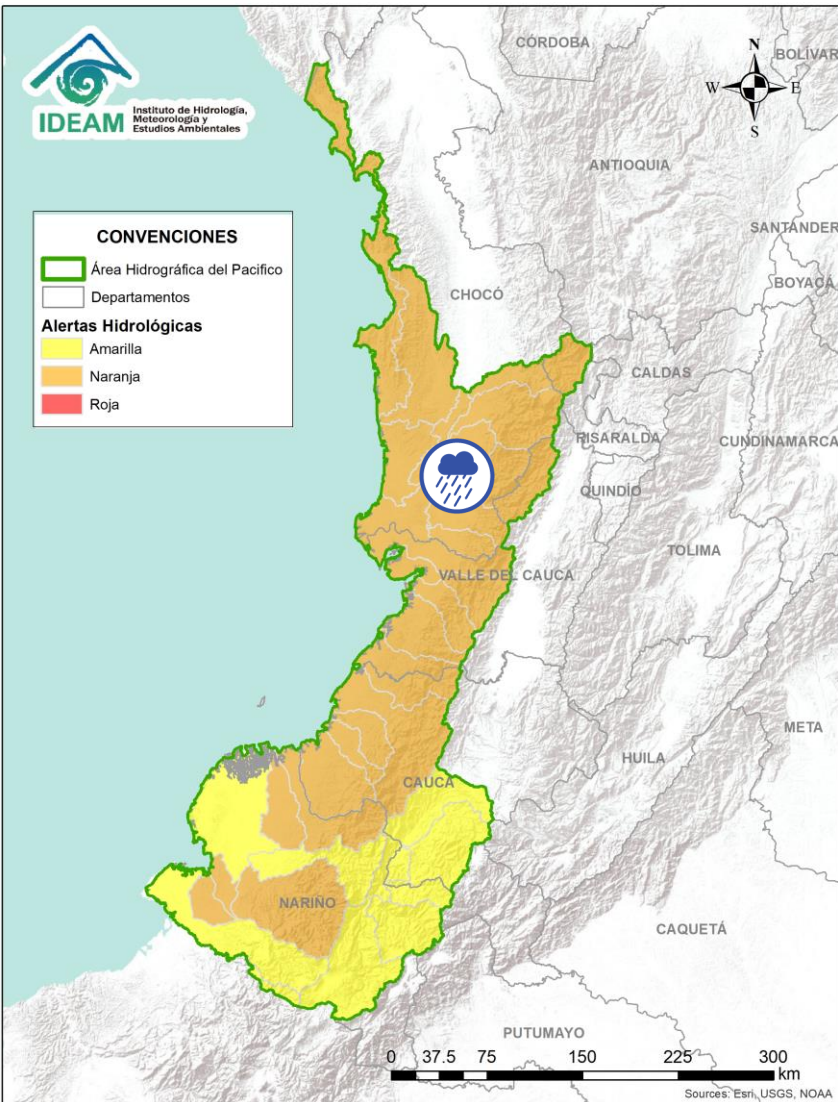 IDEAM
Instituto de Hidrología,
Meteorología y
Estudios Ambientales
N
W E
S
CÓRDOBA
BOLÍVAR
ANTIOQUIA
SANTANDER
BOYACÁ
CHOCÓ
CONVENCIONES
Área Hidrográfica del Pacifico
Departamentos
Alertas Hidrológicas
Amarilla
Naranja
Roja
CALDAS
RISARALDA
CUNDINAMARCA
QUINDÍO
TOLIMA
VALLE DEL CAUCA
META
HUILA
CAUCA
NARIÑO
CAQUETÁ
PUTUMAYO
0 37.5 75 150 225 300
km
Sources: Esri, USGS, NOAA